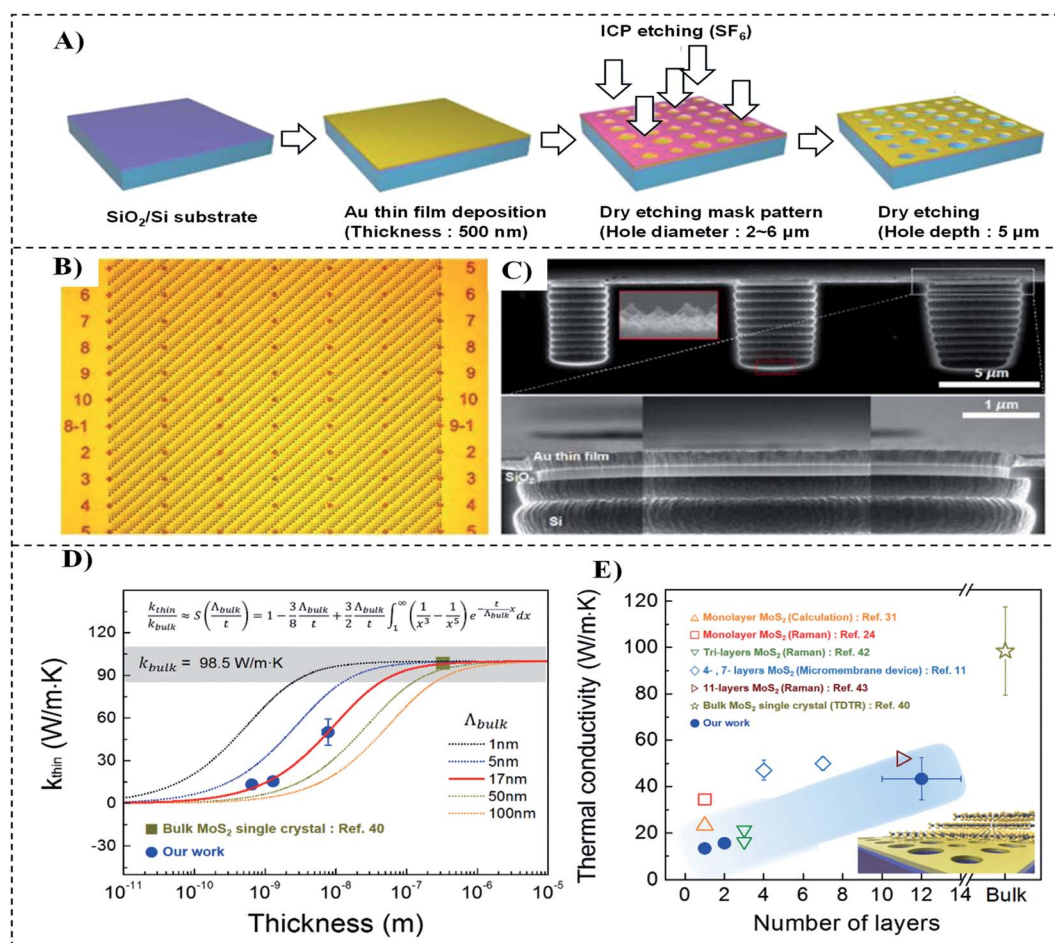 A)
ICP etching (SF₆)
SiO₂/Si substrate
Au thin film deposition
(Thickness : 500 nm)
Dry etching mask pattern
(Hole diameter : 2~6 μm
Dry etching
(Hole depth : 5 μm
B)
5
6
7
8
9
10
8-1
2
3
4
5
5
6
7
8
9
10
9-1
2
3
4
5
C)
5 μm
1 μm
Au thin film
SiO₂
Si
D)
k_thin/k_bulk ≈ S(Λ_bulk/t) = 1 − 3/8 Λ_bulk/t + 3/2 Λ_bulk/t ∫₁^∞ (1/x³ − 1/x⁵) e^(−t/Λ_bulk x) dx
k_bulk = 98.5 W/m·K
Λ_bulk
1nm
5nm
17nm
50nm
100nm
Bulk MoS₂ single crystal : Ref. 40
Our work
k_thin (W/m·K)
120
90
60
30
0
-30
10⁻¹¹ 10⁻¹⁰ 10⁻⁹ 10⁻⁸ 10⁻⁷ 10⁻⁶ 10⁻⁵
Thickness (m)
E)
Monolayer MoS₂ (Calculation) : Ref. 31
Monolayer MoS₂ (Raman) : Ref. 24
Tri-layers MoS₂ (Raman) : Ref. 42
4- , 7- layers MoS₂ (Micromembrane device) : Ref. 11
11-layers MoS₂ (Raman) : Ref. 43
Bulk MoS₂ single crystal (TDTR) : Ref. 40
Our work
Thermal conductivity (W/m·K)
120
100
80
60
40
20
0
0 2 4 6 8 10 12 14 Bulk
Number of layers